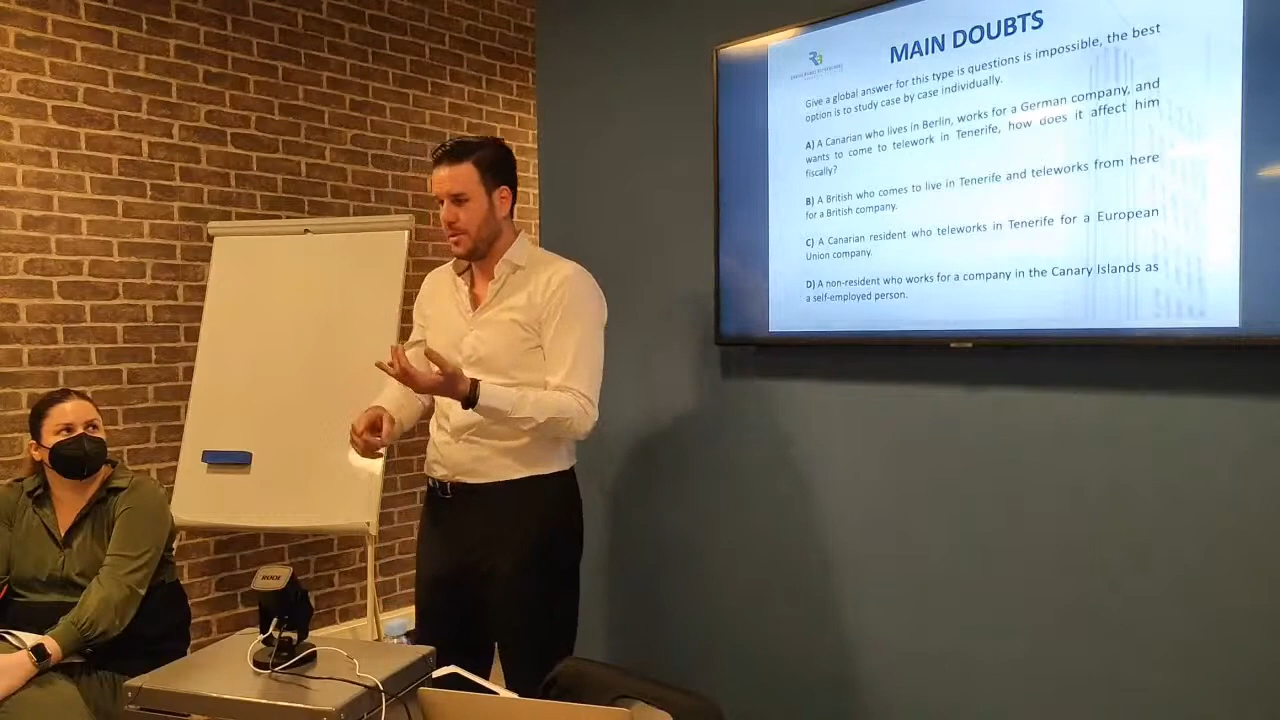 MAIN DOUBTS
Give a global answer for this type is questions is impossible, the best
option is to study case by case individually.
A) A Canarian who lives in Berlin, works for a German company, and
wants to come to telework in Tenerife, how does it affect him
fiscally?
B) A British who comes to live in Tenerife and teleworks from here
for a British company.
C) A Canarian resident who teleworks in Tenerife for a European
Union company.
D) A non-resident who works for a company in the Canary Islands as
a self-employed person.
RODE